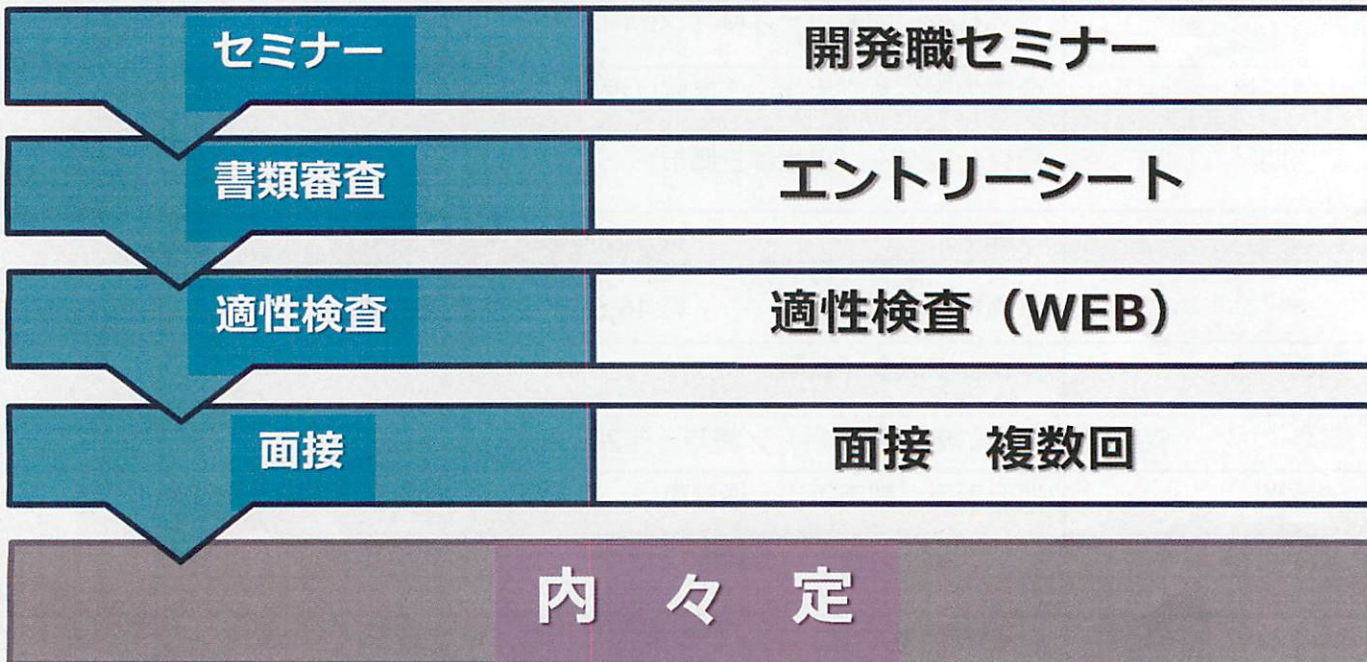 セミナー 開発職セミナー
書類審査 エントリーシート
適性検査 適性検査（WEB）
面接 面接　複数回
内 々 定